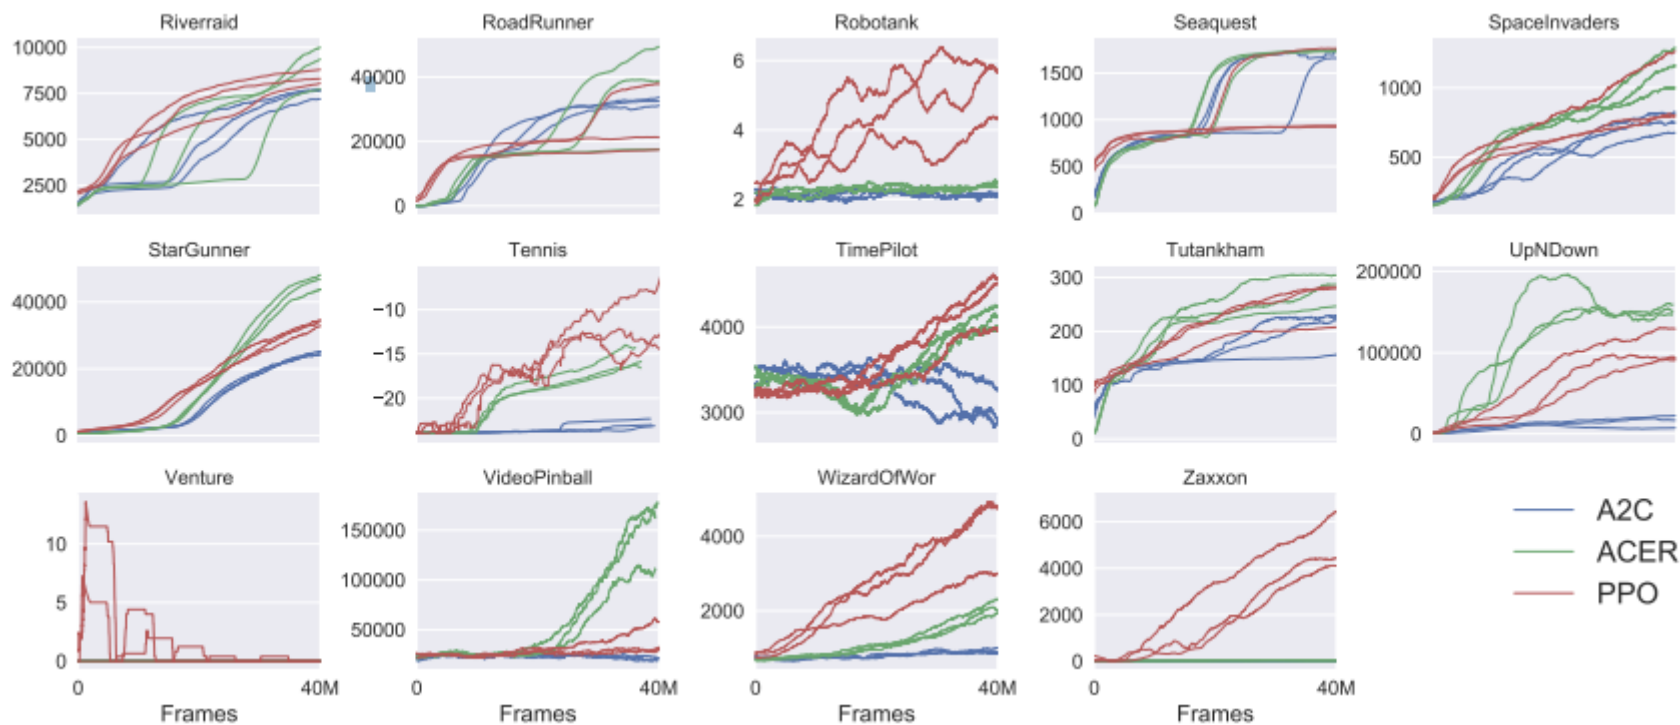 Riverraid
RoadRunner
Robotank
Seaquest
SpaceInvaders
10000
7500
5000
2500
40000
20000
0
6
4
2
1500
1000
500
0
1000
500
StarGunner
Tennis
TimePilot
Tutankham
UpNDown
40000
20000
0
−10
−15
−20
4000
3000
300
200
100
0
200000
100000
0
Venture
VideoPinball
WizardOfWor
Zaxxon
10
5
0
150000
100000
50000
4000
2000
6000
4000
2000
0
A2C
ACER
PPO
0 40M
0 40M
0 40M
0 40M
Frames
Frames
Frames
Frames